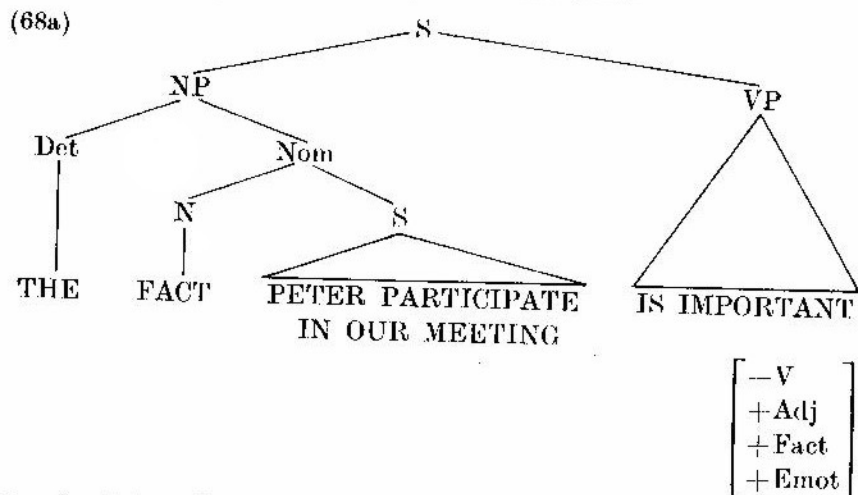 (68a)
S
NP VP
Det Nom
N S
THE FACT PETER PARTICIPATE IS IMPORTANT
IN OUR MEETING
—V
+Adj
+Fact
+Emot